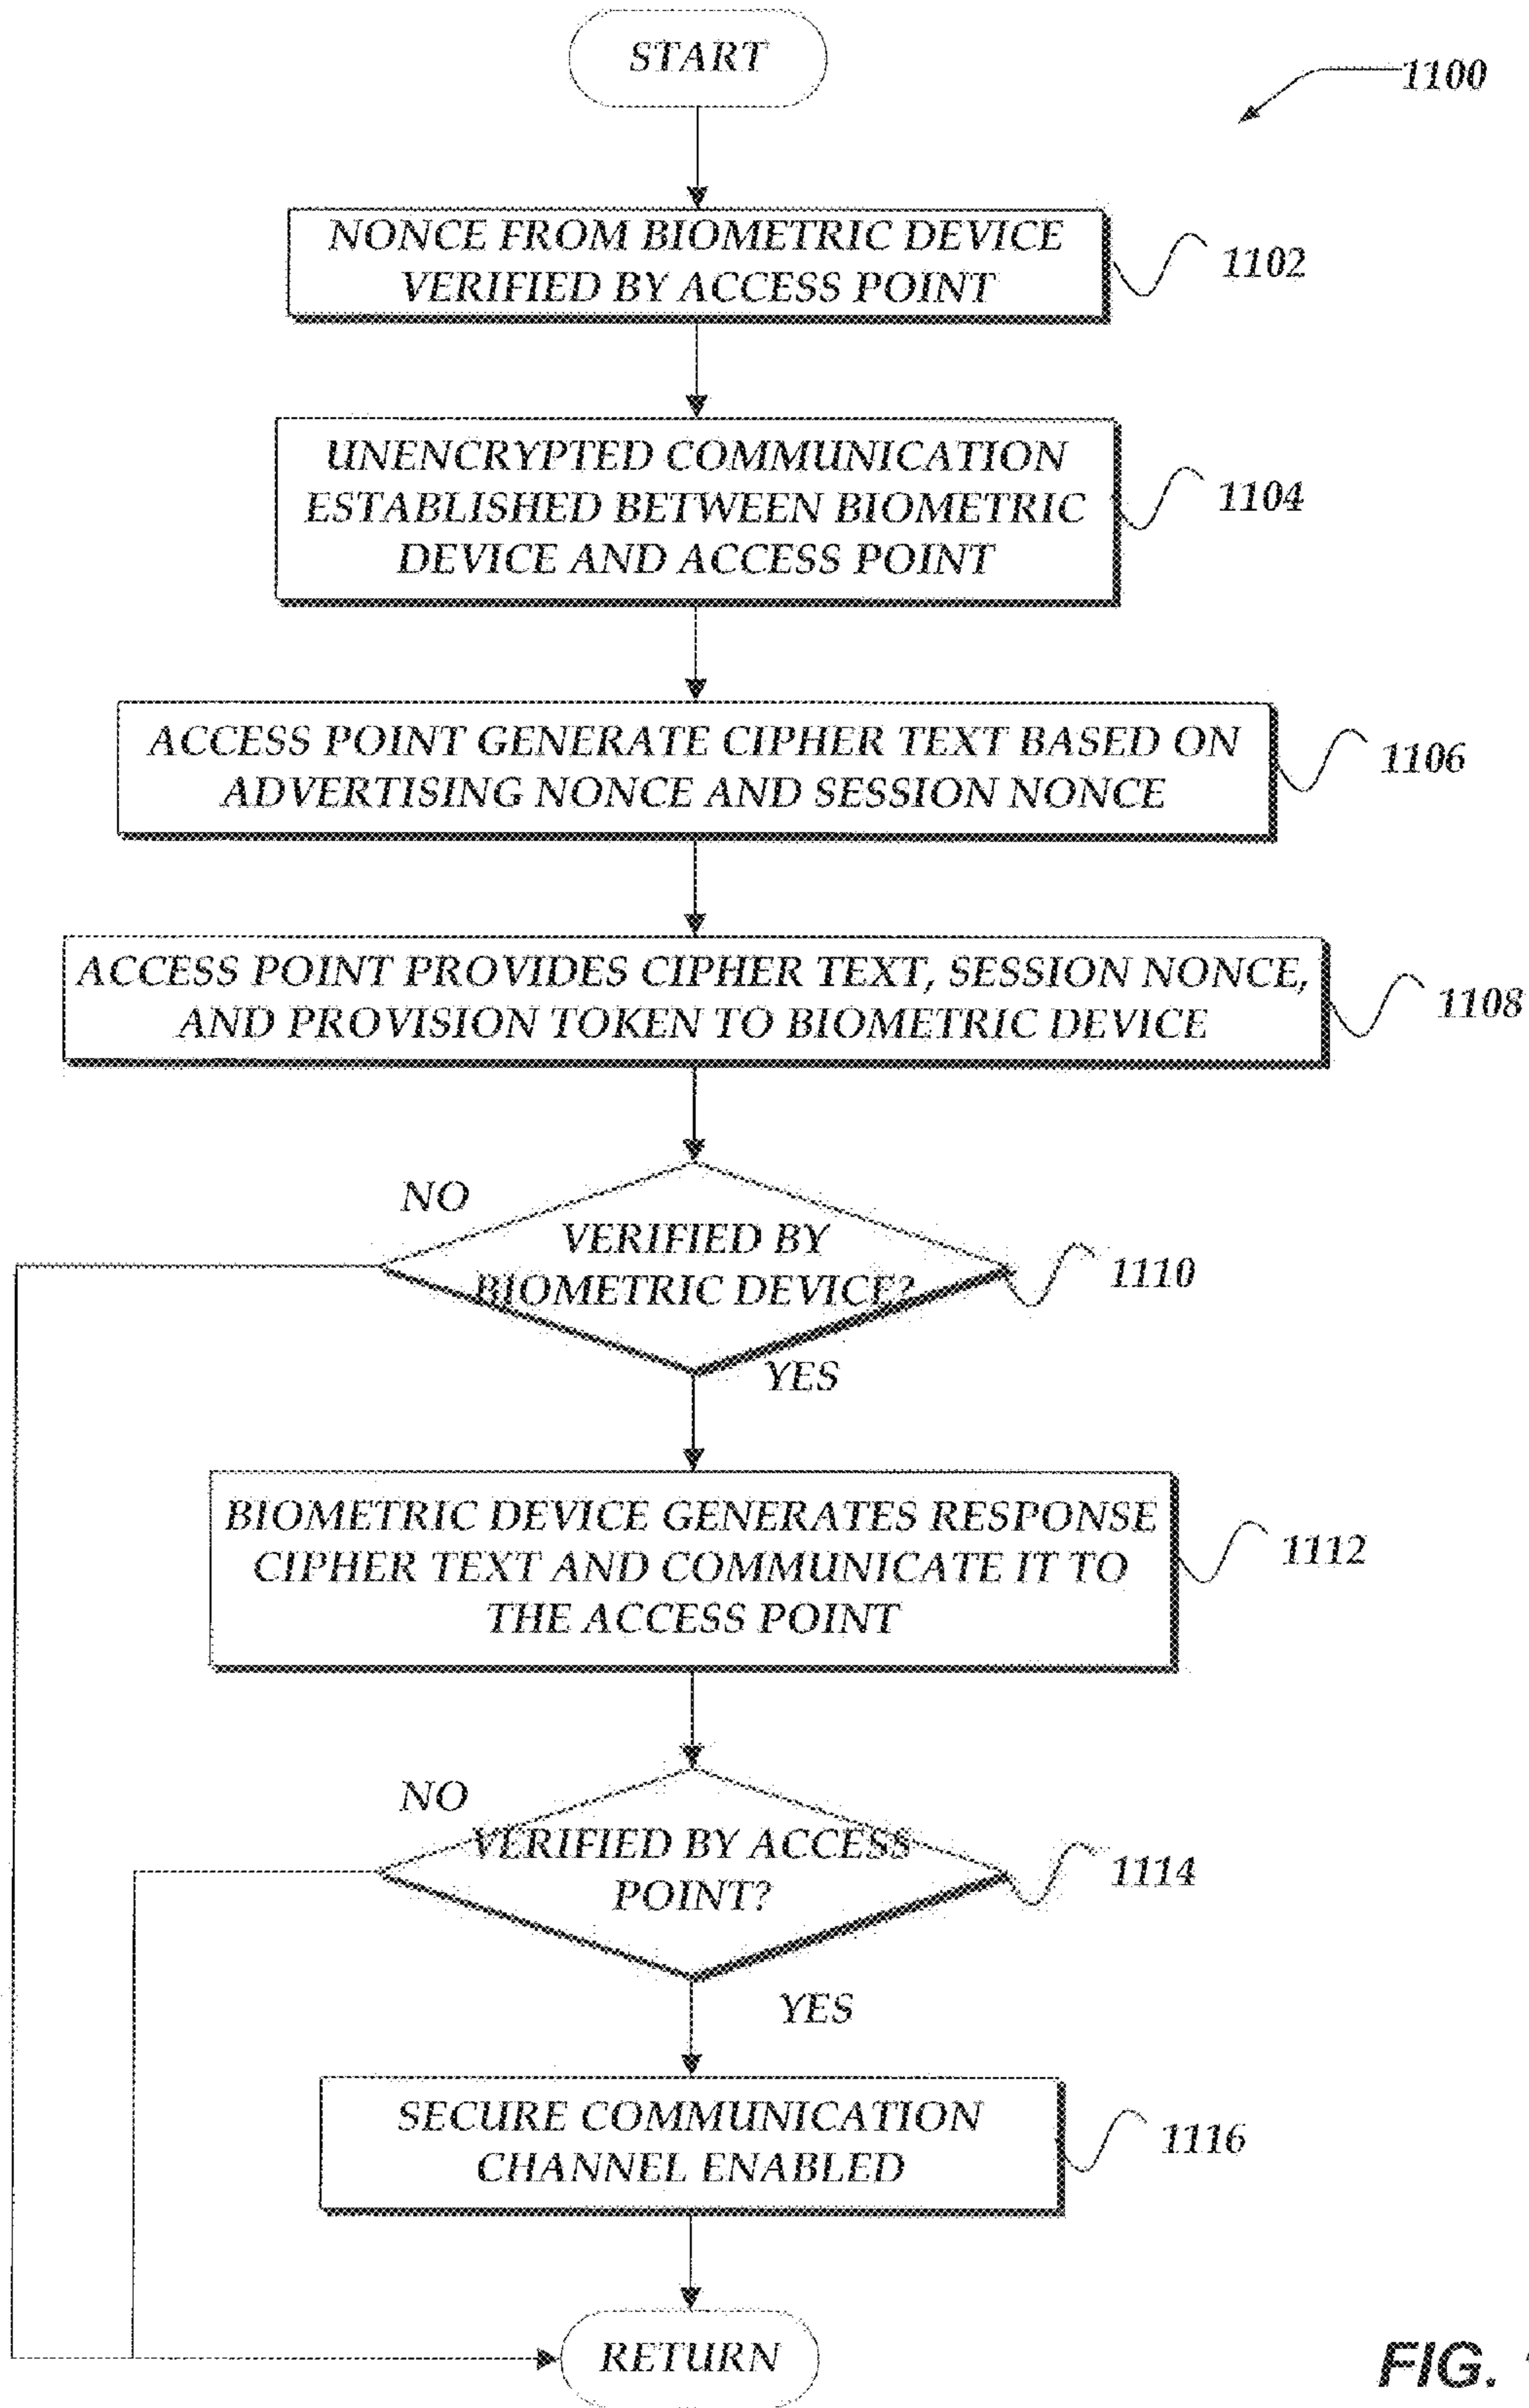 START
1100
NONCE FROM BIOMETRIC DEVICE
VERIFIED BY ACCESS POINT
1102
UNENCRYPTED COMMUNICATION
ESTABLISHED BETWEEN BIOMETRIC
DEVICE AND ACCESS POINT
1104
ACCESS POINT GENERATE CIPHER TEXT BASED ON
ADVERTISING NONCE AND SESSION NONCE
1106
ACCESS POINT PROVIDES CIPHER TEXT, SESSION NONCE,
AND PROVISION TOKEN TO BIOMETRIC DEVICE
1108
NO
VERIFIED BY
BIOMETRIC DEVICE?
1110
YES
BIOMETRIC DEVICE GENERATES RESPONSE
CIPHER TEXT AND COMMUNICATE IT TO
THE ACCESS POINT
1112
NO
VERIFIED BY ACCESS
POINT?
1114
YES
SECURE COMMUNICATION
CHANNEL ENABLED
1116
RETURN
FIG.